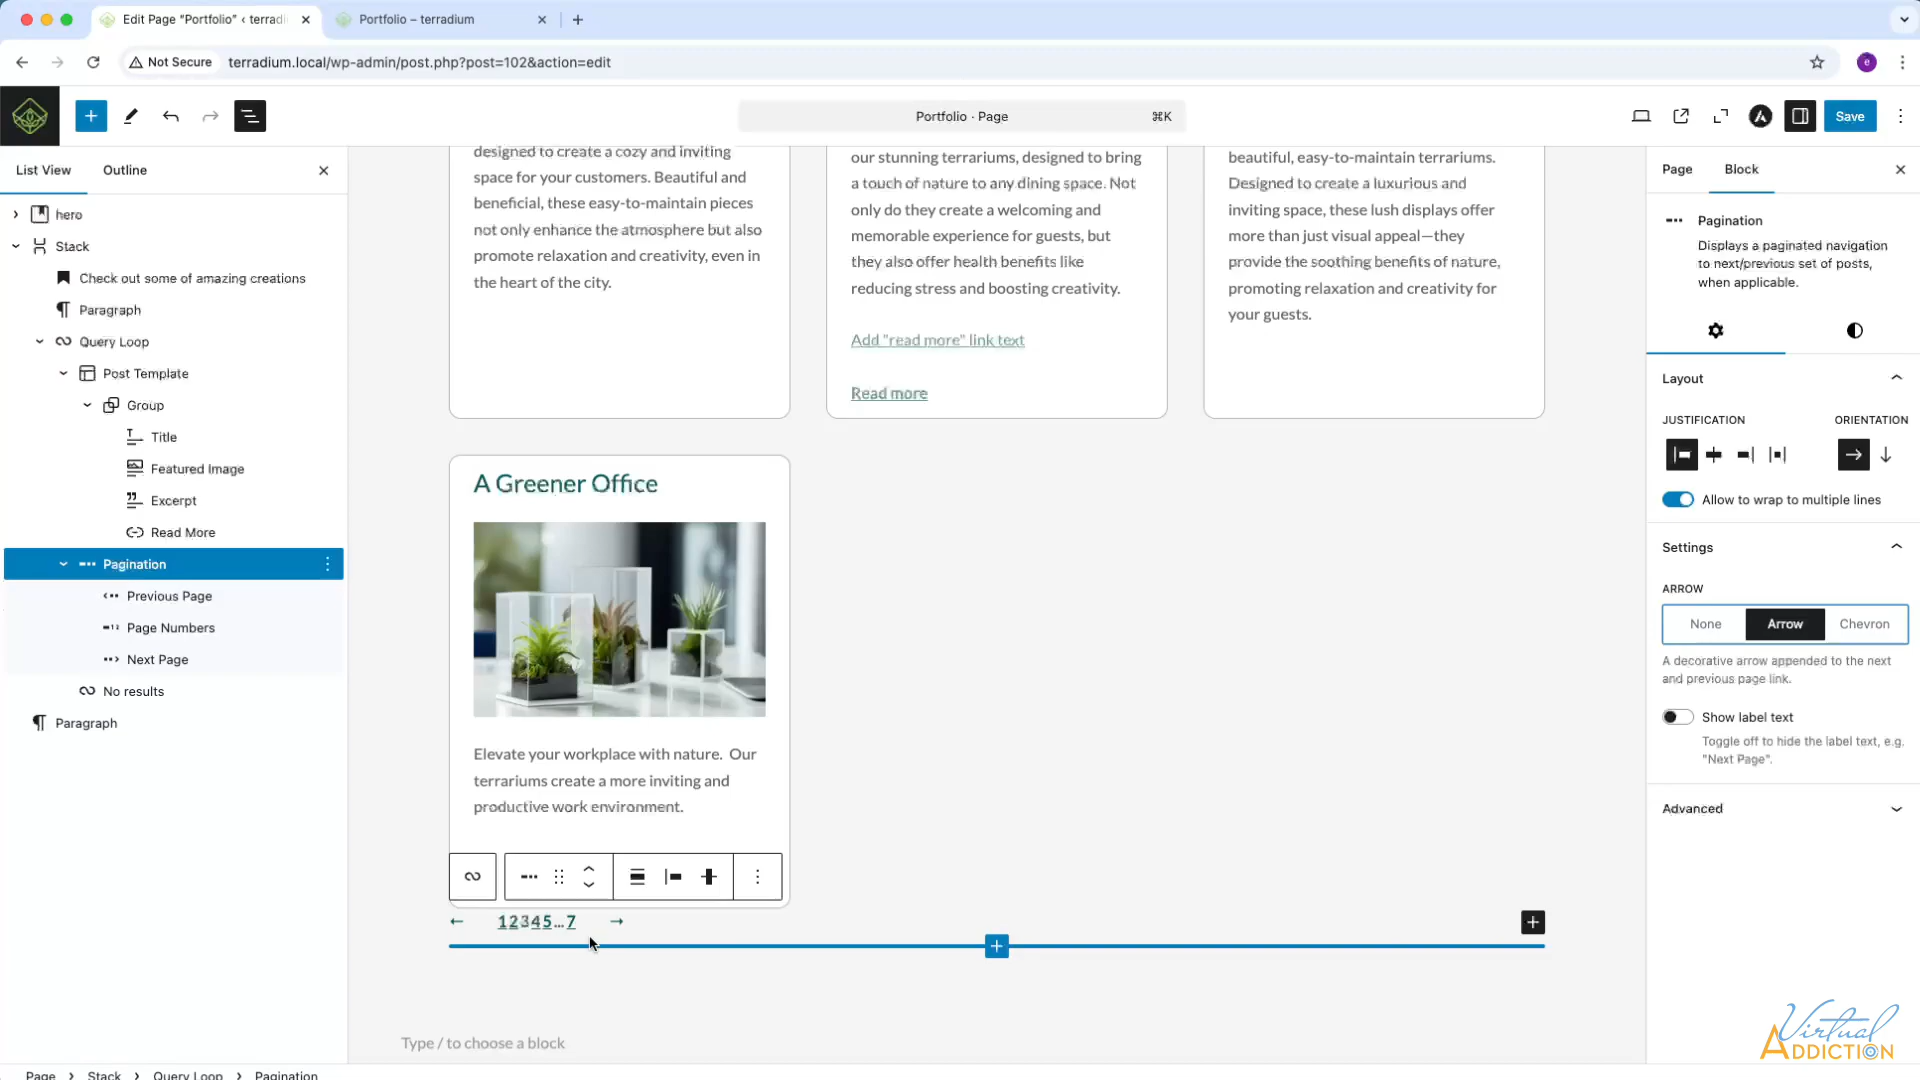 Edit Page "Portfolio" ‹ terradi
Portfolio – terradium
Not Secure
terradium.local/wp-admin/post.php?post=102&action=edit
e
Portfolio · Page
⌘K
Save
List View
Outline
hero
Stack
Check out some of amazing creations
Paragraph
Query Loop
Post Template
Group
Title
Featured Image
Excerpt
Read More
Pagination
Previous Page
Page Numbers
Next Page
No results
Paragraph
designed to create a cozy and inviting
space for your customers. Beautiful and
beneficial, these easy-to-maintain pieces
not only enhance the atmosphere but also
promote relaxation and creativity, even in
the heart of the city.
our stunning terrariums, designed to bring
a touch of nature to any dining space. Not
only do they create a welcoming and
memorable experience for guests, but
they also offer health benefits like
reducing stress and boosting creativity.
Add "read more" link text
Read more
beautiful, easy-to-maintain terrariums.
Designed to create a luxurious and
inviting space, these lush displays offer
more than just visual appeal—they
provide the soothing benefits of nature,
promoting relaxation and creativity for
your guests.
A Greener Office
Elevate your workplace with nature. Our
terrariums create a more inviting and
productive work environment.
← 1 2 3 4 5 … 7 →
Type / to choose a block
Page
Block
Pagination
Displays a paginated navigation
to next/previous set of posts,
when applicable.
Layout
JUSTIFICATION
ORIENTATION
Allow to wrap to multiple lines
Settings
ARROW
None
Arrow
Chevron
A decorative arrow appended to the next
and previous page link.
Show label text
Toggle off to hide the label text, e.g.
"Next Page".
Advanced
Virtual
ADDICTION
Page › Stack › Query Loop › Pagination